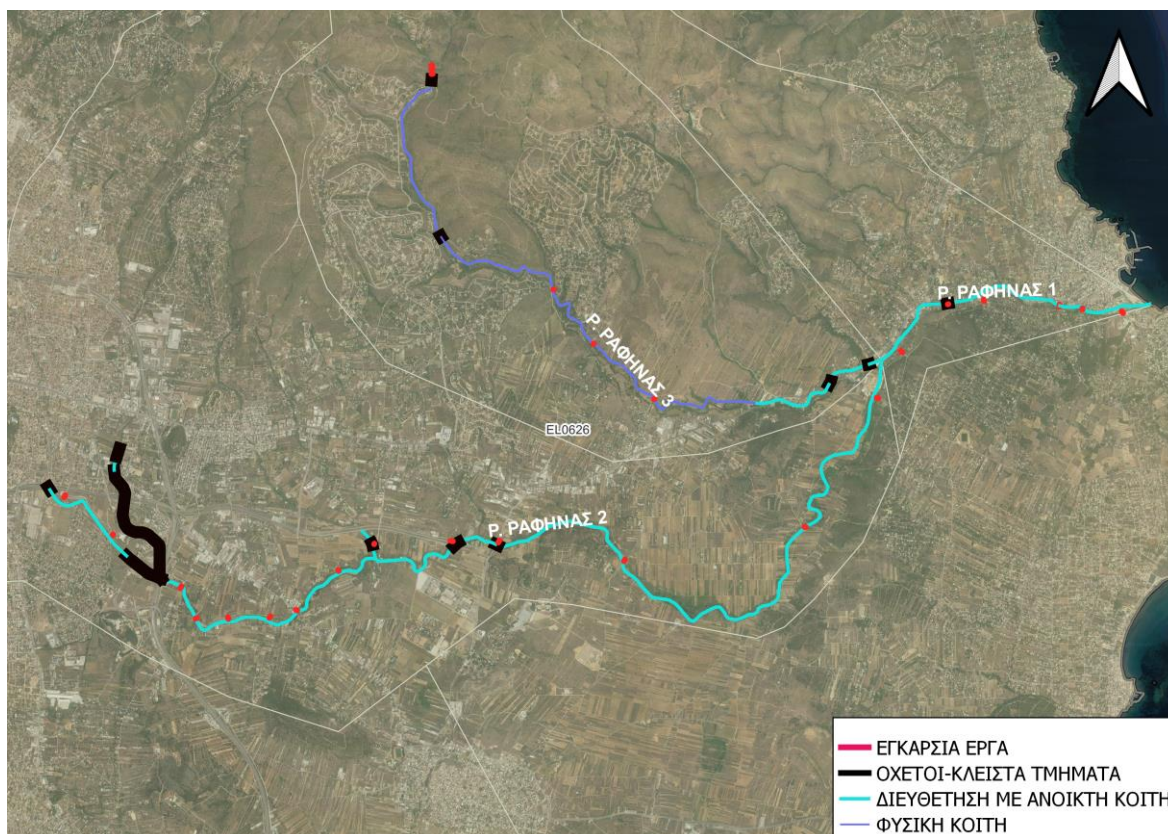 Ρ. ΡΑΦΗΝΑΣ 1
Ρ. ΡΑΦΗΝΑΣ 3
EL0626
Ρ. ΡΑΦΗΝΑΣ 2
ΕΓΚΑΡΣΙΑ ΕΡΓΑ
ΟΧΕΤΟΙ-ΚΛΕΙΣΤΑ ΤΜΗΜΑΤΑ
ΔΙΕΥΘΕΤΗΣΗ ΜΕ ΑΝΟΙΚΤΗ ΚΟΙΤΗ
ΦΥΣΙΚΗ ΚΟΙΤΗ